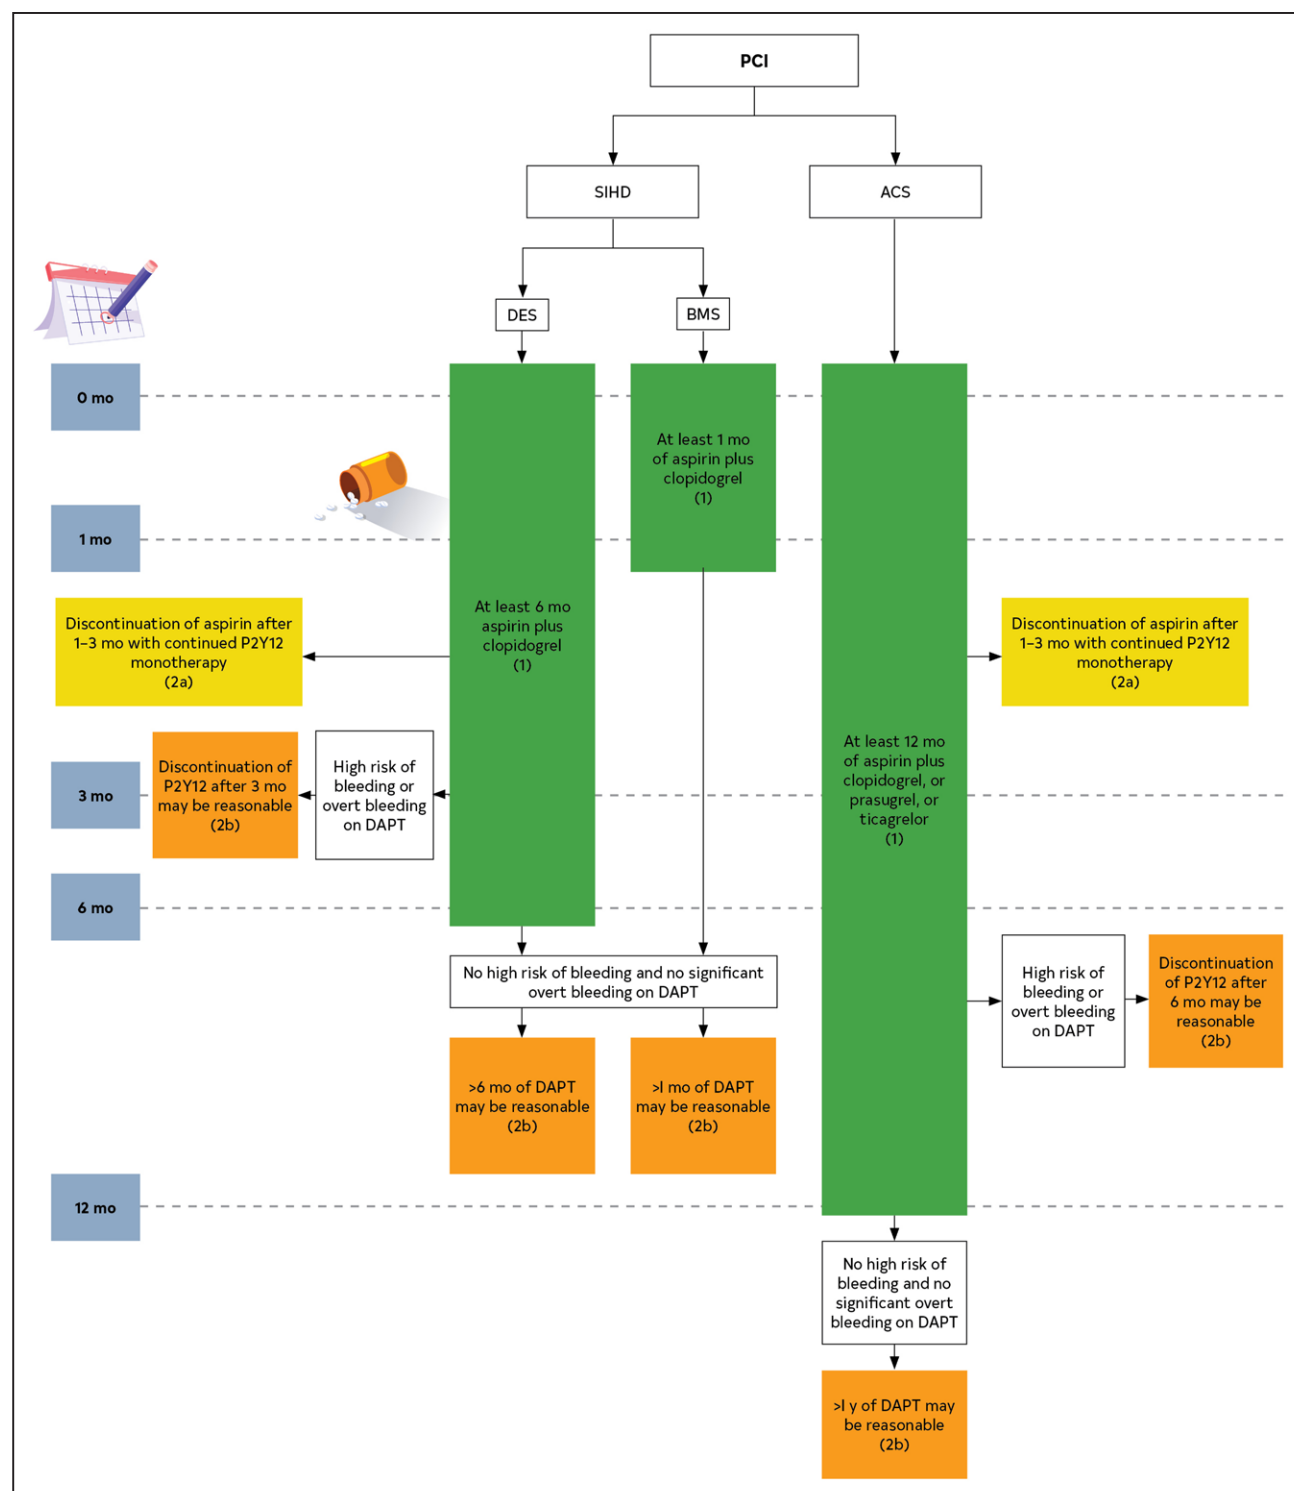 PCI
SIHD
ACS
DES
BMS
0 mo
At least 1 mo
of aspirin plus
clopidogrel
(1)
1 mo
At least 6 mo
aspirin plus
clopidogrel
(1)
Discontinuation of aspirin after
1–3 mo with continued P2Y12
monotherapy
(2a)
Discontinuation of aspirin after
1–3 mo with continued P2Y12
monotherapy
(2a)
At least 12 mo
of aspirin plus
clopidogrel, or
prasugrel, or
ticagrelor
(1)
3 mo
Discontinuation of
P2Y12 after 3 mo
may be reasonable
(2b)
High risk of
bleeding or
overt bleeding
on DAPT
6 mo
No high risk of bleeding and no significant
overt bleeding on DAPT
High risk of
bleeding or
overt bleeding
on DAPT
Discontinuation
of P2Y12 after
6 mo may be
reasonable
(2b)
>6 mo of DAPT
may be reasonable
(2b)
>I mo of DAPT
may be reasonable
(2b)
12 mo
No high risk of
bleeding and no
significant overt
bleeding on DAPT
>I y of DAPT may
be reasonable
(2b)